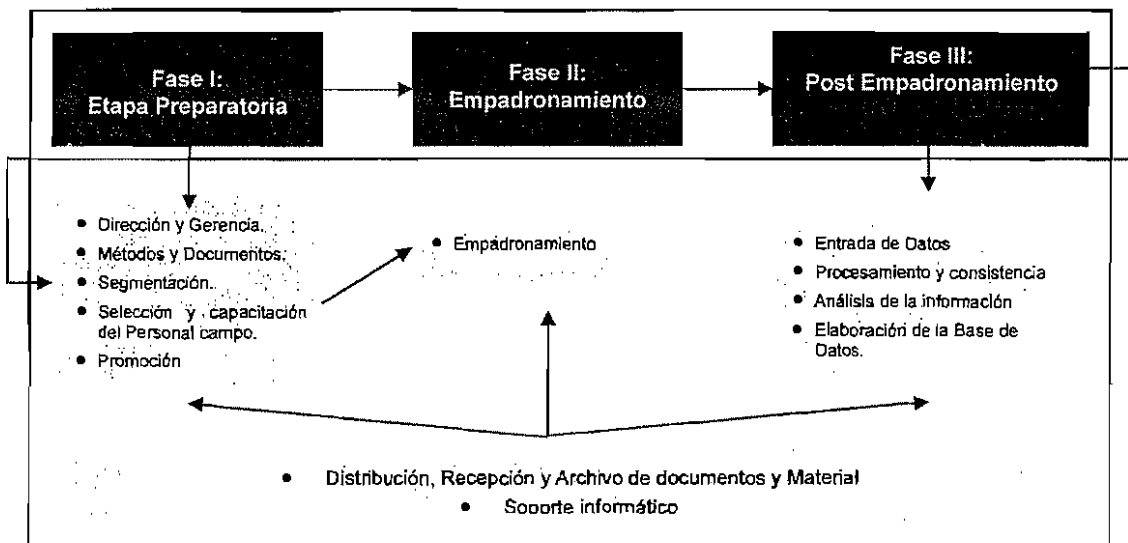 Fase I:
Etapa Preparatoria
Fase II:
Empadronamiento
Fase III:
Post Empadronamiento
• Dirección y Gerencia.
• Métodos y Documentos.
• Segmentación.
• Selección y capacitación
del Personal campo.
• Promoción
• Empadronamiento
• Entrada de Datos
• Procesamiento y consistencia
• Análisis de la información
• Elaboración de la Base de
Datos.
• Distribución, Recepción y Archivo de documentos y Material
• Soporte informático